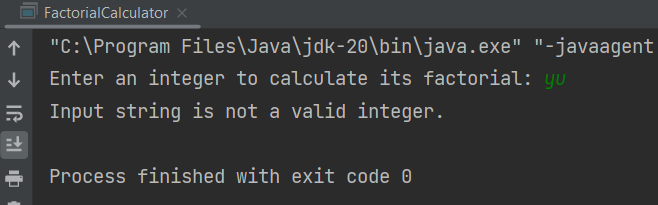 FactorialCalculator
"C:\Program Files\Java\jdk-20\bin\java.exe" "-javaagent
Enter an integer to calculate its factorial: yu
Input string is not a valid integer.
Process finished with exit code 0